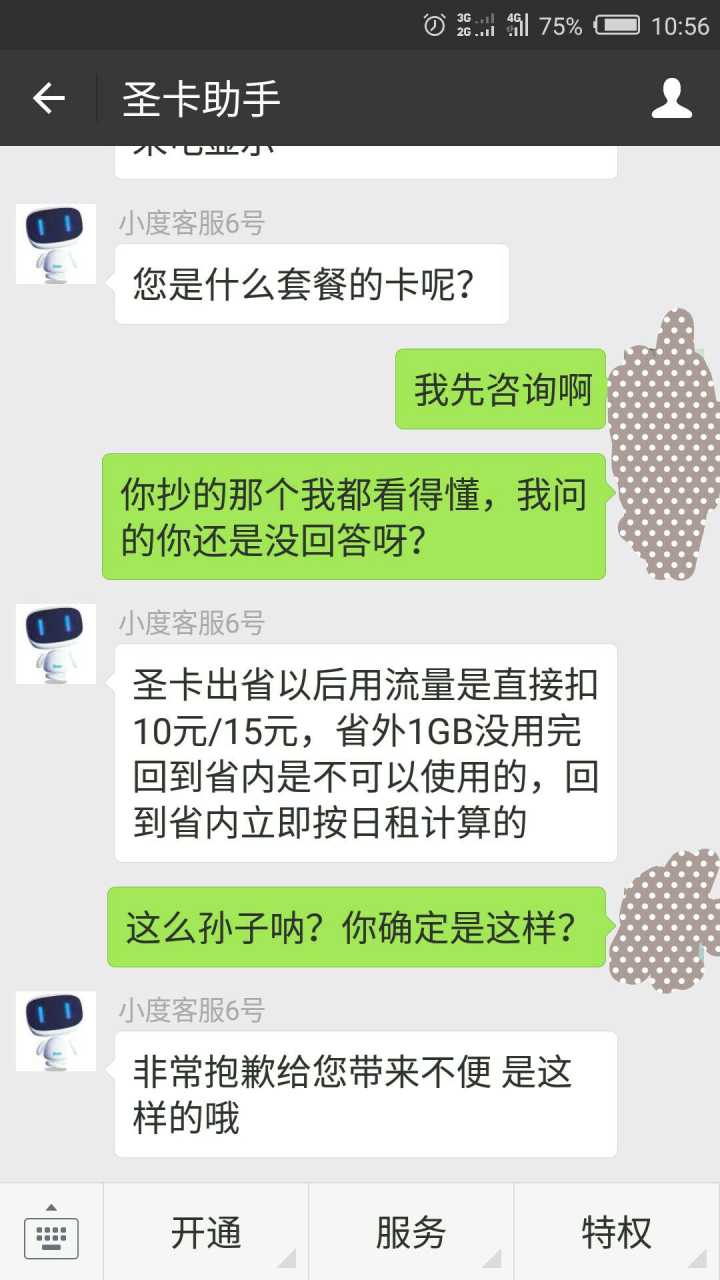 3G
2G
4G
75%
10:56
圣卡助手
小度客服6号
您是什么套餐的卡呢？
我先咨询啊
你抄的那个我都看得懂，我问
的你还是没回答呀？
小度客服6号
圣卡出省以后用流量是直接扣
10元/15元，省外1GB没用完
回到省内是不可以使用的，回
到省内立即按日租计算的
这么孙子呐？你确定是这样？
小度客服6号
非常抱歉给您带来不便 是这
样的哦
开通
服务
特权